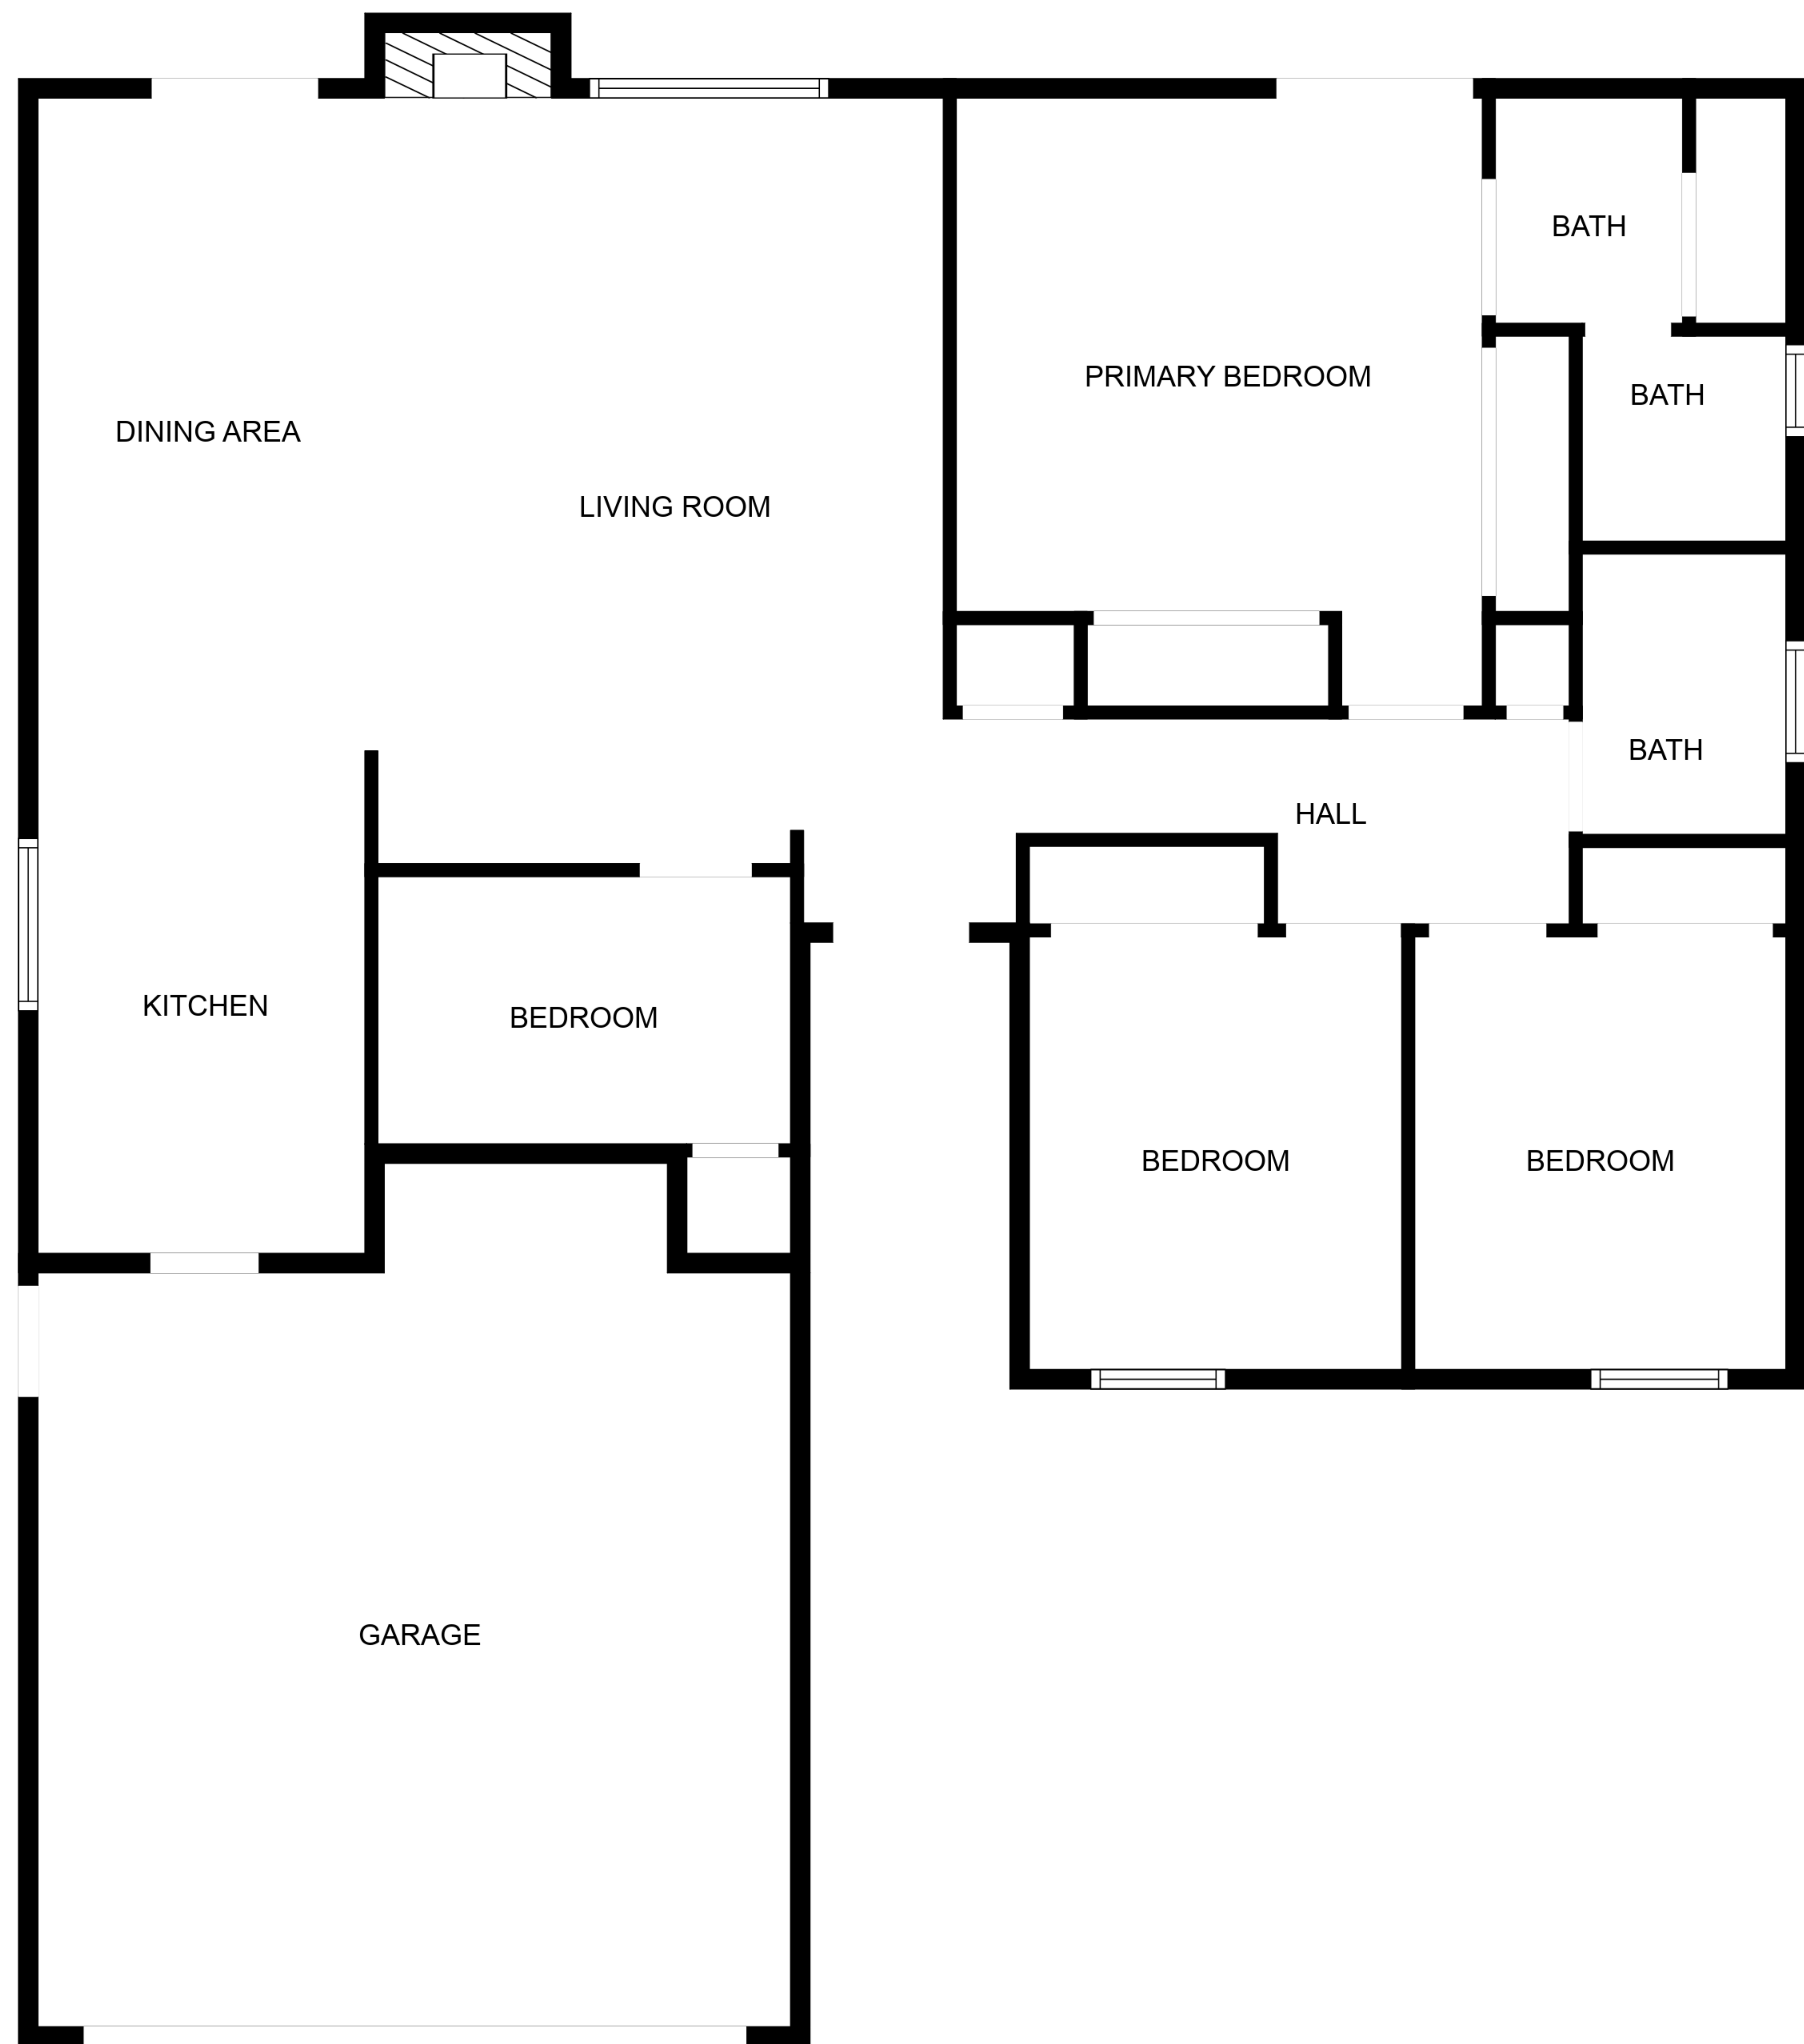 BATH
PRIMARY BEDROOM
BATH
DINING AREA
LIVING ROOM
BATH
HALL
KITCHEN
BEDROOM
BEDROOM
BEDROOM
GARAGE